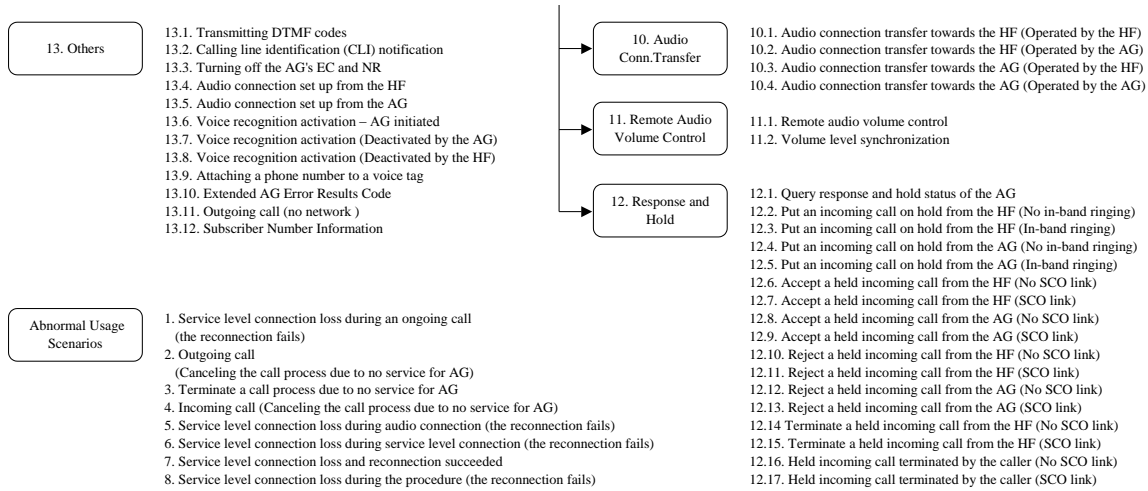 13. Others
13.1. Transmitting DTMF codes
13.2. Calling line identification (CLI) notification
13.3. Turning off the AG's EC and NR
13.4. Audio connection set up from the HF
13.5. Audio connection set up from the AG
13.6. Voice recognition activation – AG initiated
13.7. Voice recognition activation (Deactivated by the AG)
13.8. Voice recognition activation (Deactivated by the HF)
13.9. Attaching a phone number to a voice tag
13.10. Extended AG Error Results Code
13.11. Outgoing call (no network )
13.12. Subscriber Number Information
Abnormal Usage
Scenarios
1. Service level connection loss during an ongoing call
(the reconnection fails)
2. Outgoing call
(Canceling the call process due to no service for AG)
3. Terminate a call process due to no service for AG
4. Incoming call (Canceling the call process due to no service for AG)
5. Service level connection loss during audio connection (the reconnection fails)
6. Service level connection loss during service level connection (the reconnection fails)
7. Service level connection loss and reconnection succeeded
8. Service level connection loss during the procedure (the reconnection fails)
10. Audio
Conn.Transfer
10.1. Audio connection transfer towards the HF (Operated by the HF)
10.2. Audio connection transfer towards the HF (Operated by the AG)
10.3. Audio connection transfer towards the AG (Operated by the HF)
10.4. Audio connection transfer towards the AG (Operated by the AG)
11. Remote Audio
Volume Control
11.1. Remote audio volume control
11.2. Volume level synchronization
12. Response and
Hold
12.1. Query response and hold status of the AG
12.2. Put an incoming call on hold from the HF (No in-band ringing)
12.3. Put an incoming call on hold from the HF (In-band ringing)
12.4. Put an incoming call on hold from the AG (No in-band ringing)
12.5. Put an incoming call on hold from the AG (In-band ringing)
12.6. Accept a held incoming call from the HF (No SCO link)
12.7. Accept a held incoming call from the HF (SCO link)
12.8. Accept a held incoming call from the AG (No SCO link)
12.9. Accept a held incoming call from the AG (SCO link)
12.10. Reject a held incoming call from the HF (No SCO link)
12.11. Reject a held incoming call from the HF (SCO link)
12.12. Reject a held incoming call from the AG (No SCO link)
12.13. Reject a held incoming call from the AG (SCO link)
12.14 Terminate a held incoming call from the HF (No SCO link)
12.15. Terminate a held incoming call from the HF (SCO link)
12.16. Held incoming call terminated by the caller (No SCO link)
12.17. Held incoming call terminated by the caller (SCO link)